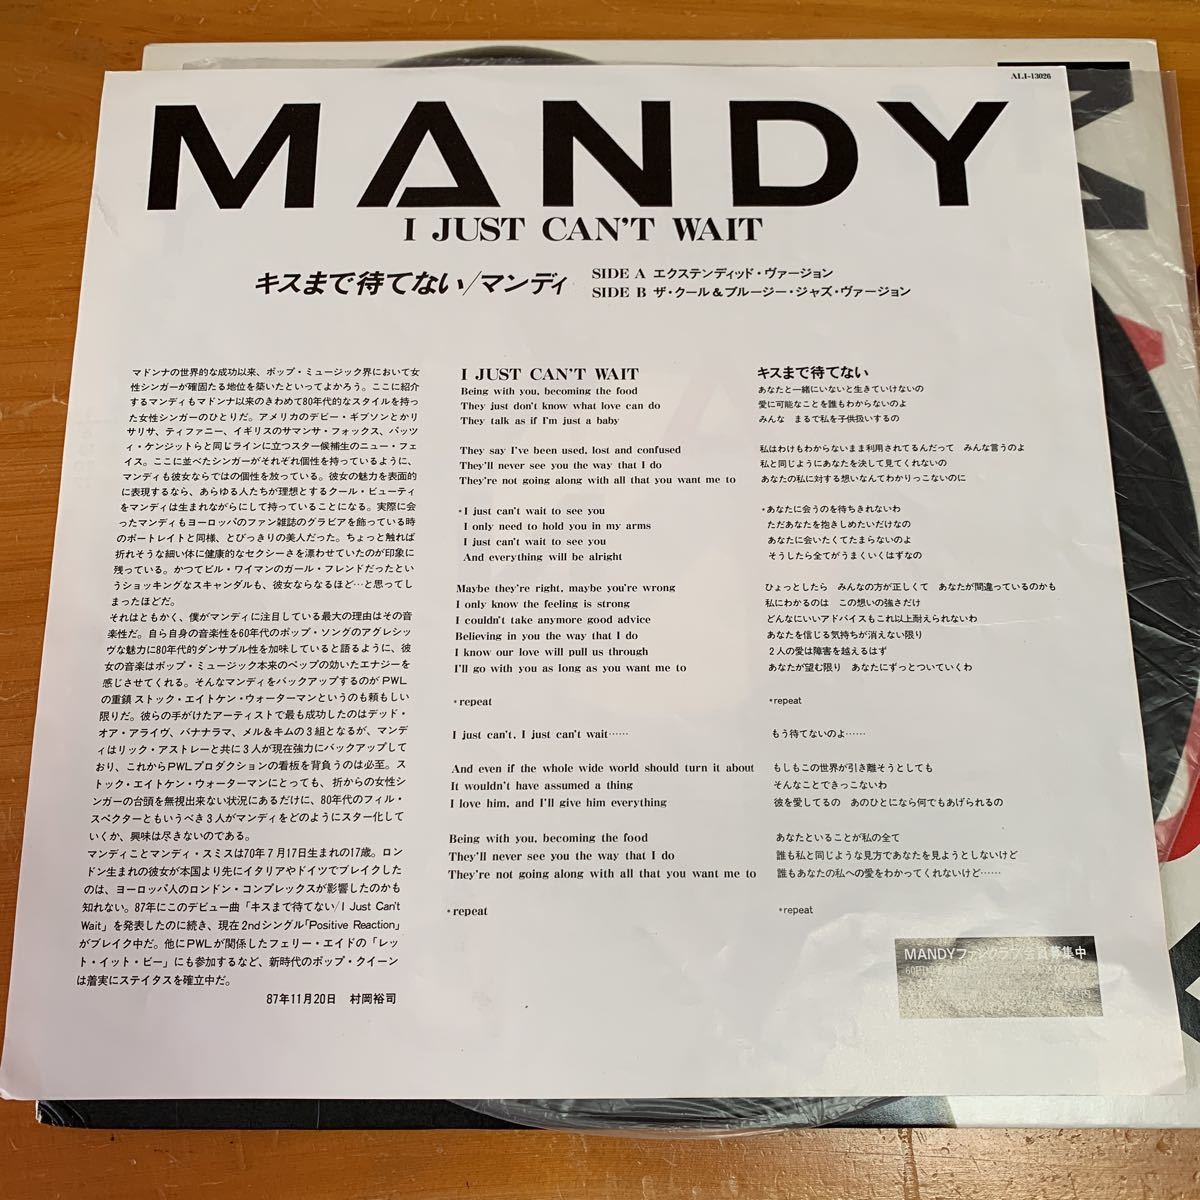 ALI-13026
MANDY
I JUST CAN'T WAIT
キスまで待てない/マンディ
SIDE A エクステンディッド・ヴァージョン
SIDE B ザ・クール&ブルージー・ジャズ・ヴァージョン
マドンナの世界的な成功以来、ポップ・ミュージック界において女
性シンガーが確固たる地位を築いたといってよかろう。ここに紹介
するマンディもマドンナ以来のきわめて80年代的なスタイルを持っ
た女性シンガーのひとりだ。アメリカのデビー・ギブソンとかリ
サリサ、ティファニー、イギリスのサマンサ・フォックス、パッツ
ィ・ケンジットらと同じラインに立つスター候補生のニュー・フェ
イス。ここに並べたシンガーがそれぞれ個性を持っているように、
マンディも彼女ならではの個性を放っている。彼女の魅力を表面的
に表現するなら、あらゆる人たちが理想とするクール・ビューティ
をマンディは生まれながらにして持っていることになる。実際に会
ったマンディもヨーロッパのファン雑誌のグラビアを飾っている時
のポートレイトと同様、とびっきりの美人だった。ちょっと触れば
折れそうな細い体に健康的なセクシーさを漂わせていたのが印象に
残っている。かつてビル・ワイマンのガール・フレンドだったとい
うショッキングなスキャンダルも、彼女ならなるほど…と思ってし
まったほどだ。
それはともかく、僕がマンディに注目している最大の理由はその音
楽性だ。自ら自身の音楽性を60年代のポップ・ソングのアグレシッ
ヴな魅力に80年代的ダンサブル性を加味していると語るように、彼
女の音楽はポップ・ミュージック本来のペップの効いたエナジーを
感じさせてくれる。そんなマンディをバックアップするのがPWL
の重鎮ストック・エイトケン・ウォーターマンというのも頼もしい
限りだ。彼らの手がけたアーティストで最も成功したのはデッド・
オア・アライヴ、バナナラマ、メル&キムの3組となるが、マンデ
ィはリック・アストレーと共に3人が現在強力にバックアップして
おり、これからPWLプロダクションの看板を背負うのは必至。ス
トック・エイトケン・ウォーターマンにとっても、折からの女性シ
ンガーの台頭を無視出来ない状況にあるだけに、80年代のフィル・
スペクターともいうべき3人がマンディをどのようにスター化して
いくか、興味は尽きないのである。
マンディことマンディ・スミスは70年7月17日生まれの17歳。ロン
ドン生まれの彼女が本国より先にイタリアやドイツでブレイクした
のは、ヨーロッパ人のロンドン・コンプレックスが影響したのかも
知れない。87年にこのデビュー曲「キスまで待てない/I Just Can't
Wait」を発表したのに続き、現在2ndシングル「Positive Reaction」
がブレイク中だ。他にPWLが関係したフェリー・エイドの「レッ
ト・イット・ビー」にも参加するなど、新時代のポップ・クイーン
は着実にステイタスを確立中だ。
87年11月20日 村岡裕司
I JUST CAN'T WAIT
Being with you, becoming the food
They just don't know what love can do
They talk as if I'm just a baby
They say I've been used, lost and confused
They'll never see you the way that I do
They're not going along with all that you want me to
*I just can't wait to see you
I only need to hold you in my arms
I just can't wait to see you
And everything will be alright
Maybe they're right, maybe you're wrong
I only know the feeling is strong
I couldn't take anymore good advice
Believing in you the way that I do
I know our love will pull us through
I'll go with you as long as you want me to
*repeat
I just can't, I just can't wait……
And even if the whole wide world should turn it about
It wouldn't have assumed a thing
I love him, and I'll give him everything
Being with you, becoming the food
They'll never see you the way that I do
They're not going along with all that you want me to
*repeat
キスまで待てない
あなたと一緒にいないと生きていけないの
愛に可能なことを誰もわからないのよ
みんな まるで私を子供扱いするの
私はわけもわからないまま利用されてるんだって みんな言うのよ
私と同じようにあなたを決して見てくれないの
あなたの私に対する想いなんてわかりっこないのに
*あなたに会うのを待ちきれないわ
ただあなたを抱きしめたいだけなの
あなたに会いたくてたまらないのよ
そうしたら全てがうまくいくはずなの
ひょっとしたら みんなの方が正しくて あなたが間違っているのかも
私にわかるのは この想いの強さだけ
どんなにいいアドバイスもこれ以上耐えられないわ
あなたを信じる気持ちが消えない限り
2人の愛は障害を越えるはず
あなたが望む限り あなたにずっとついていくわ
*repeat
もう待てないのよ……
もしもこの世界が引き離そうとしても
そんなことできっこないわ
彼を愛してるの あのひとになら何でもあげられるの
あなたといることが私の全て
誰も私と同じような見方であなたを見ようとしないけど
誰もあなたの私への愛をわかってくれないけど……
*repeat
MANDYファンクラブ会員募集中